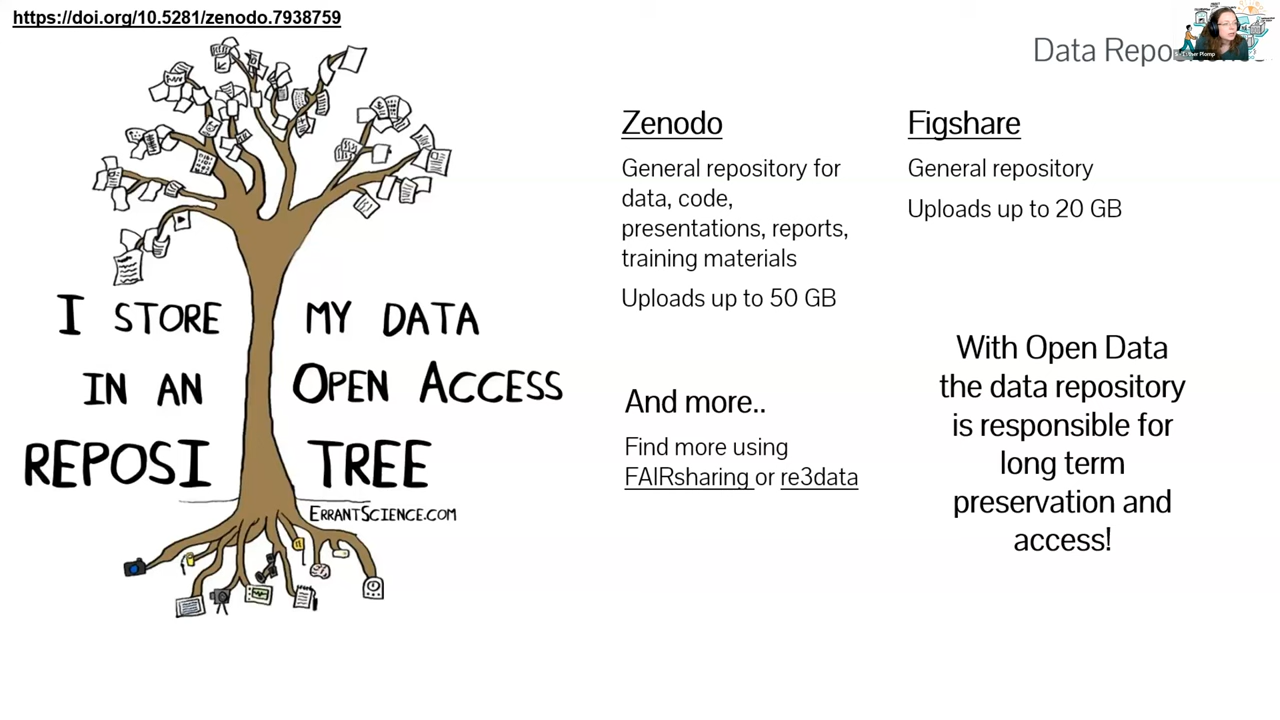 https://doi.org/10.5281/zenodo.7938759
Data Repos
Esther Plomp
I STORE MY DATA
IN AN OPEN ACCESS
REPOSI TREE
ERRANTSCIENCE.COM
Zenodo
General repository for
data, code,
presentations, reports,
training materials
Uploads up to 50 GB
Figshare
General repository
Uploads up to 20 GB
And more..
Find more using
FAIRsharing or re3data
With Open Data
the data repository
is responsible for
long term
preservation and
access!